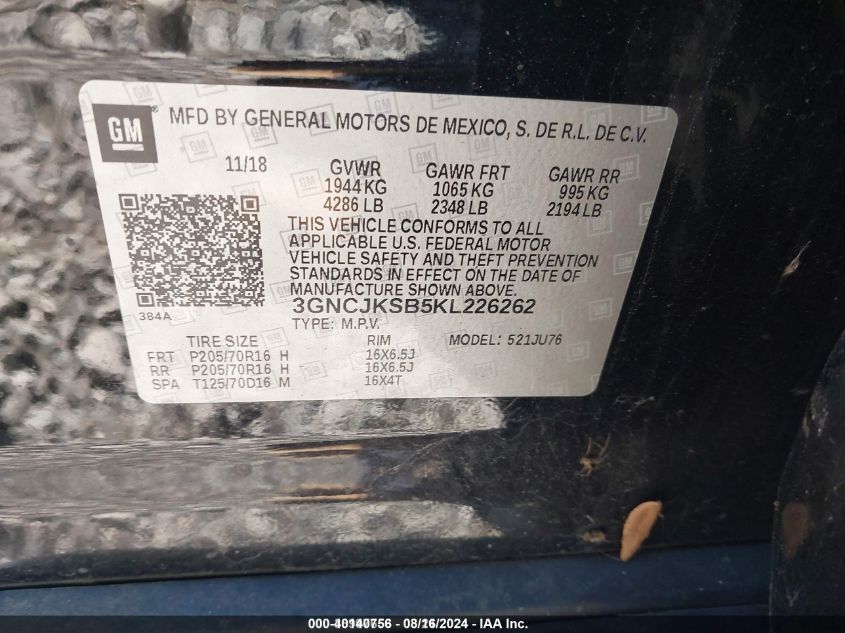 GM
MFD BY GENERAL MOTORS DE MEXICO, S. DE R.L. DE C.V.
11/18 GVWR GAWR FRT GAWR RR
1944 KG 1065 KG 995 KG
4286 LB 2348 LB 2194 LB
THIS VEHICLE CONFORMS TO ALL
APPLICABLE U.S. FEDERAL MOTOR
VEHICLE SAFETY AND THEFT PREVENTION
STANDARDS IN EFFECT ON THE DATE OF
MANUFACTURE SHOWN ABOVE.
384A
3GNCJKSB5KL226262
TYPE: M.P.V. MODEL: 521JU76
TIRE SIZE RIM
FRT P205/70R16 H 16X6.5J
RR P205/70R16 H 16X6.5J
SPA T125/70D16 M 16X4T
08/16/2024 - IAA Inc.